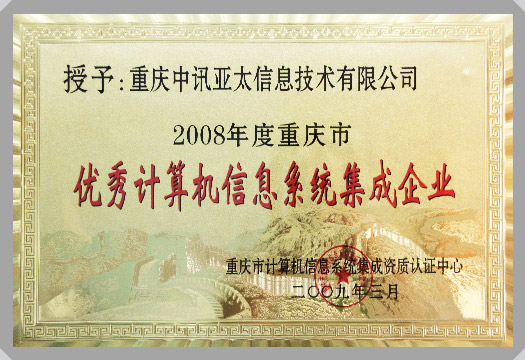 授予:重庆中讯亚太信息技术有限公司
2008年度重庆市
优秀计算机信息系统集成企业
重庆市计算机信息系统集成资质认证中心
二〇〇九年三月